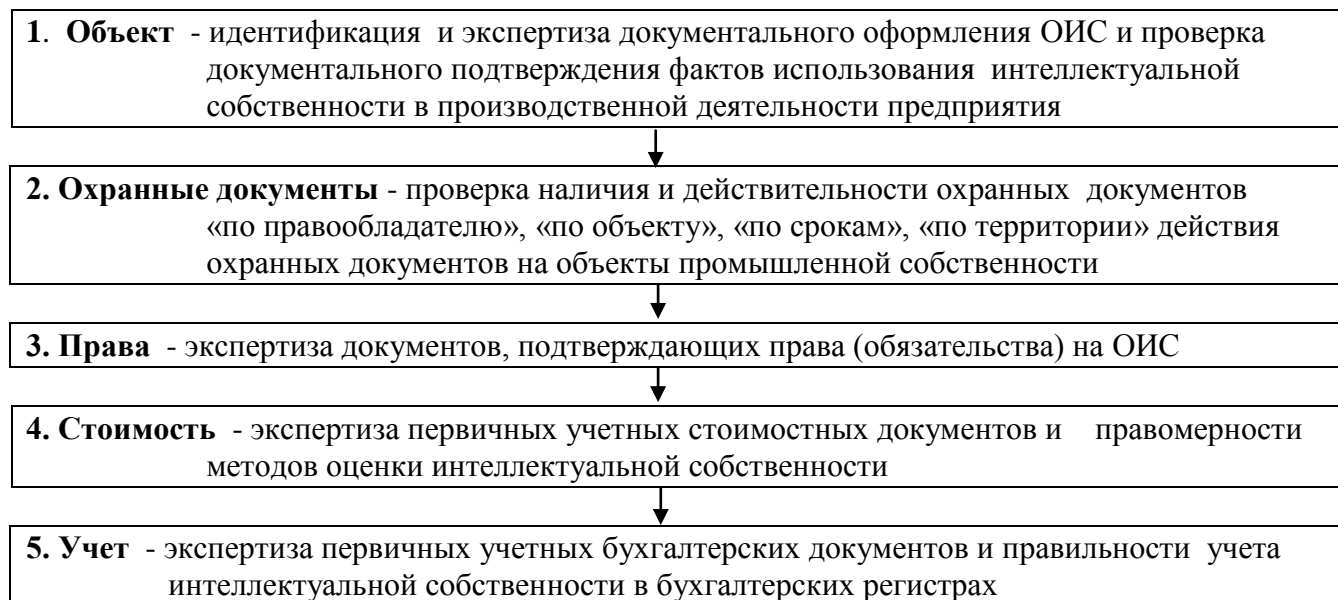 1. Объект - идентификация и экспертиза документального оформления ОИС и проверка
документального подтверждения фактов использования интеллектуальной
собственности в производственной деятельности предприятия
2. Охранные документы - проверка наличия и действительности охранных документов
«по правообладателю», «по объекту», «по срокам», «по территории» действия
охранных документов на объекты промышленной собственности
3. Права - экспертиза документов, подтверждающих права (обязательства) на ОИС
4. Стоимость - экспертиза первичных учетных стоимостных документов и правомерности
методов оценки интеллектуальной собственности
5. Учет - экспертиза первичных учетных бухгалтерских документов и правильности учета
интеллектуальной собственности в бухгалтерских регистрах